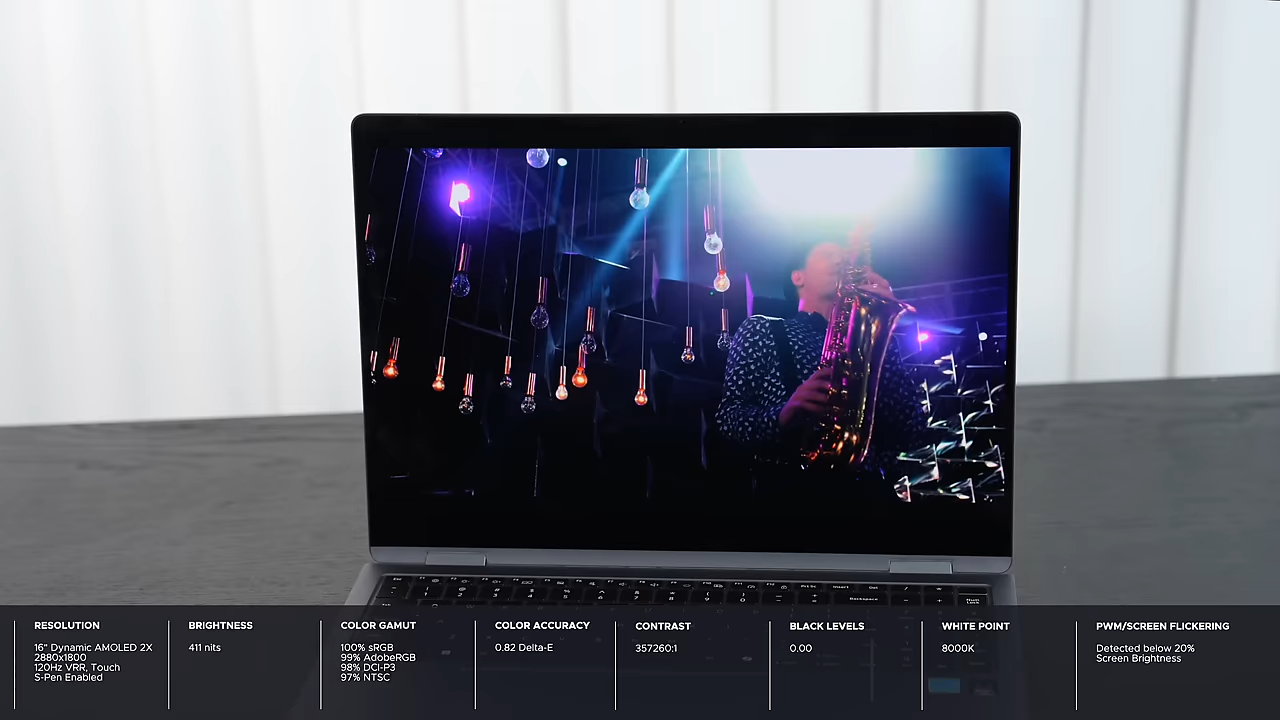 RESOLUTION
16" Dynamic AMOLED 2X
2880x1800
120Hz VRR, Touch
S-Pen Enabled
BRIGHTNESS
411 nits
COLOR GAMUT
100% sRGB
99% AdobeRGB
98% DCI-P3
97% NTSC
COLOR ACCURACY
0.82 Delta-E
CONTRAST
357260:1
BLACK LEVELS
0.00
WHITE POINT
8000K
PWM/SCREEN FLICKERING
Detected below 20%
Screen Brightness